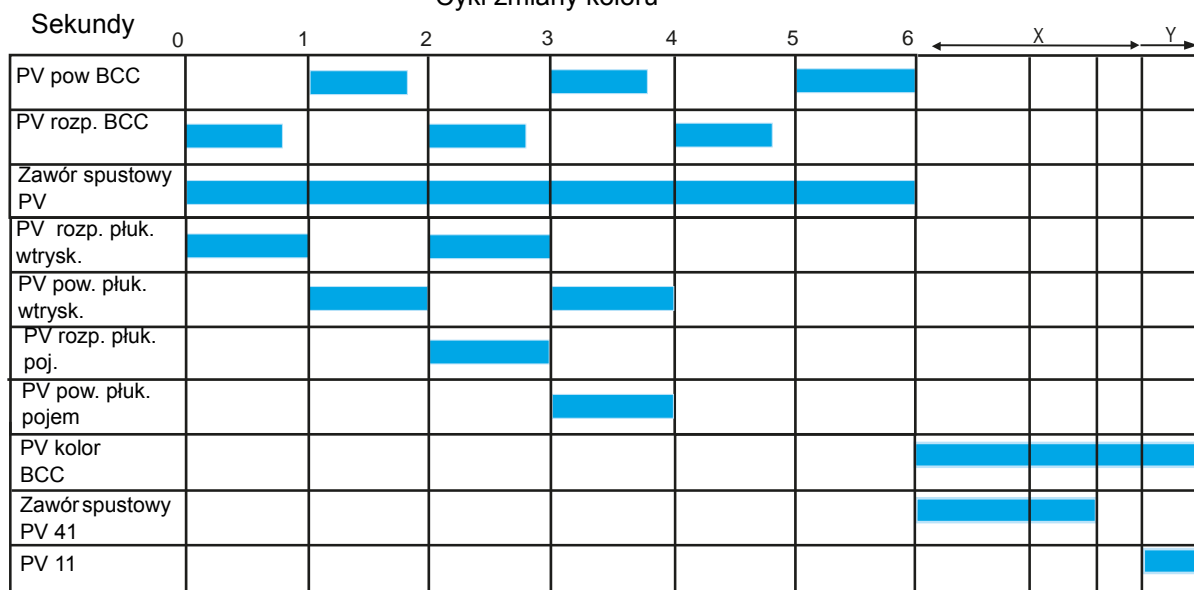 Cykl zmiany koloru
Sekundy
0 1 2 3 4 5 6 X Y
PV pow BCC
PV rozp. BCC
Zawór spustowy
PV
PV rozp. płuk.
wtrysk.
PV pow. płuk.
wtrysk.
PV rozp. płuk.
poj.
PV pow. płuk.
pojem
PV kolor
BCC
Zawór spustowy
PV 41
PV 11